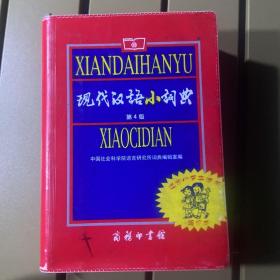 XIANDAIHANYU
现代汉语小词典
第4版
XIAOCIDIAN
中国社会科学院语言研究所词典编辑室编
商务印书馆